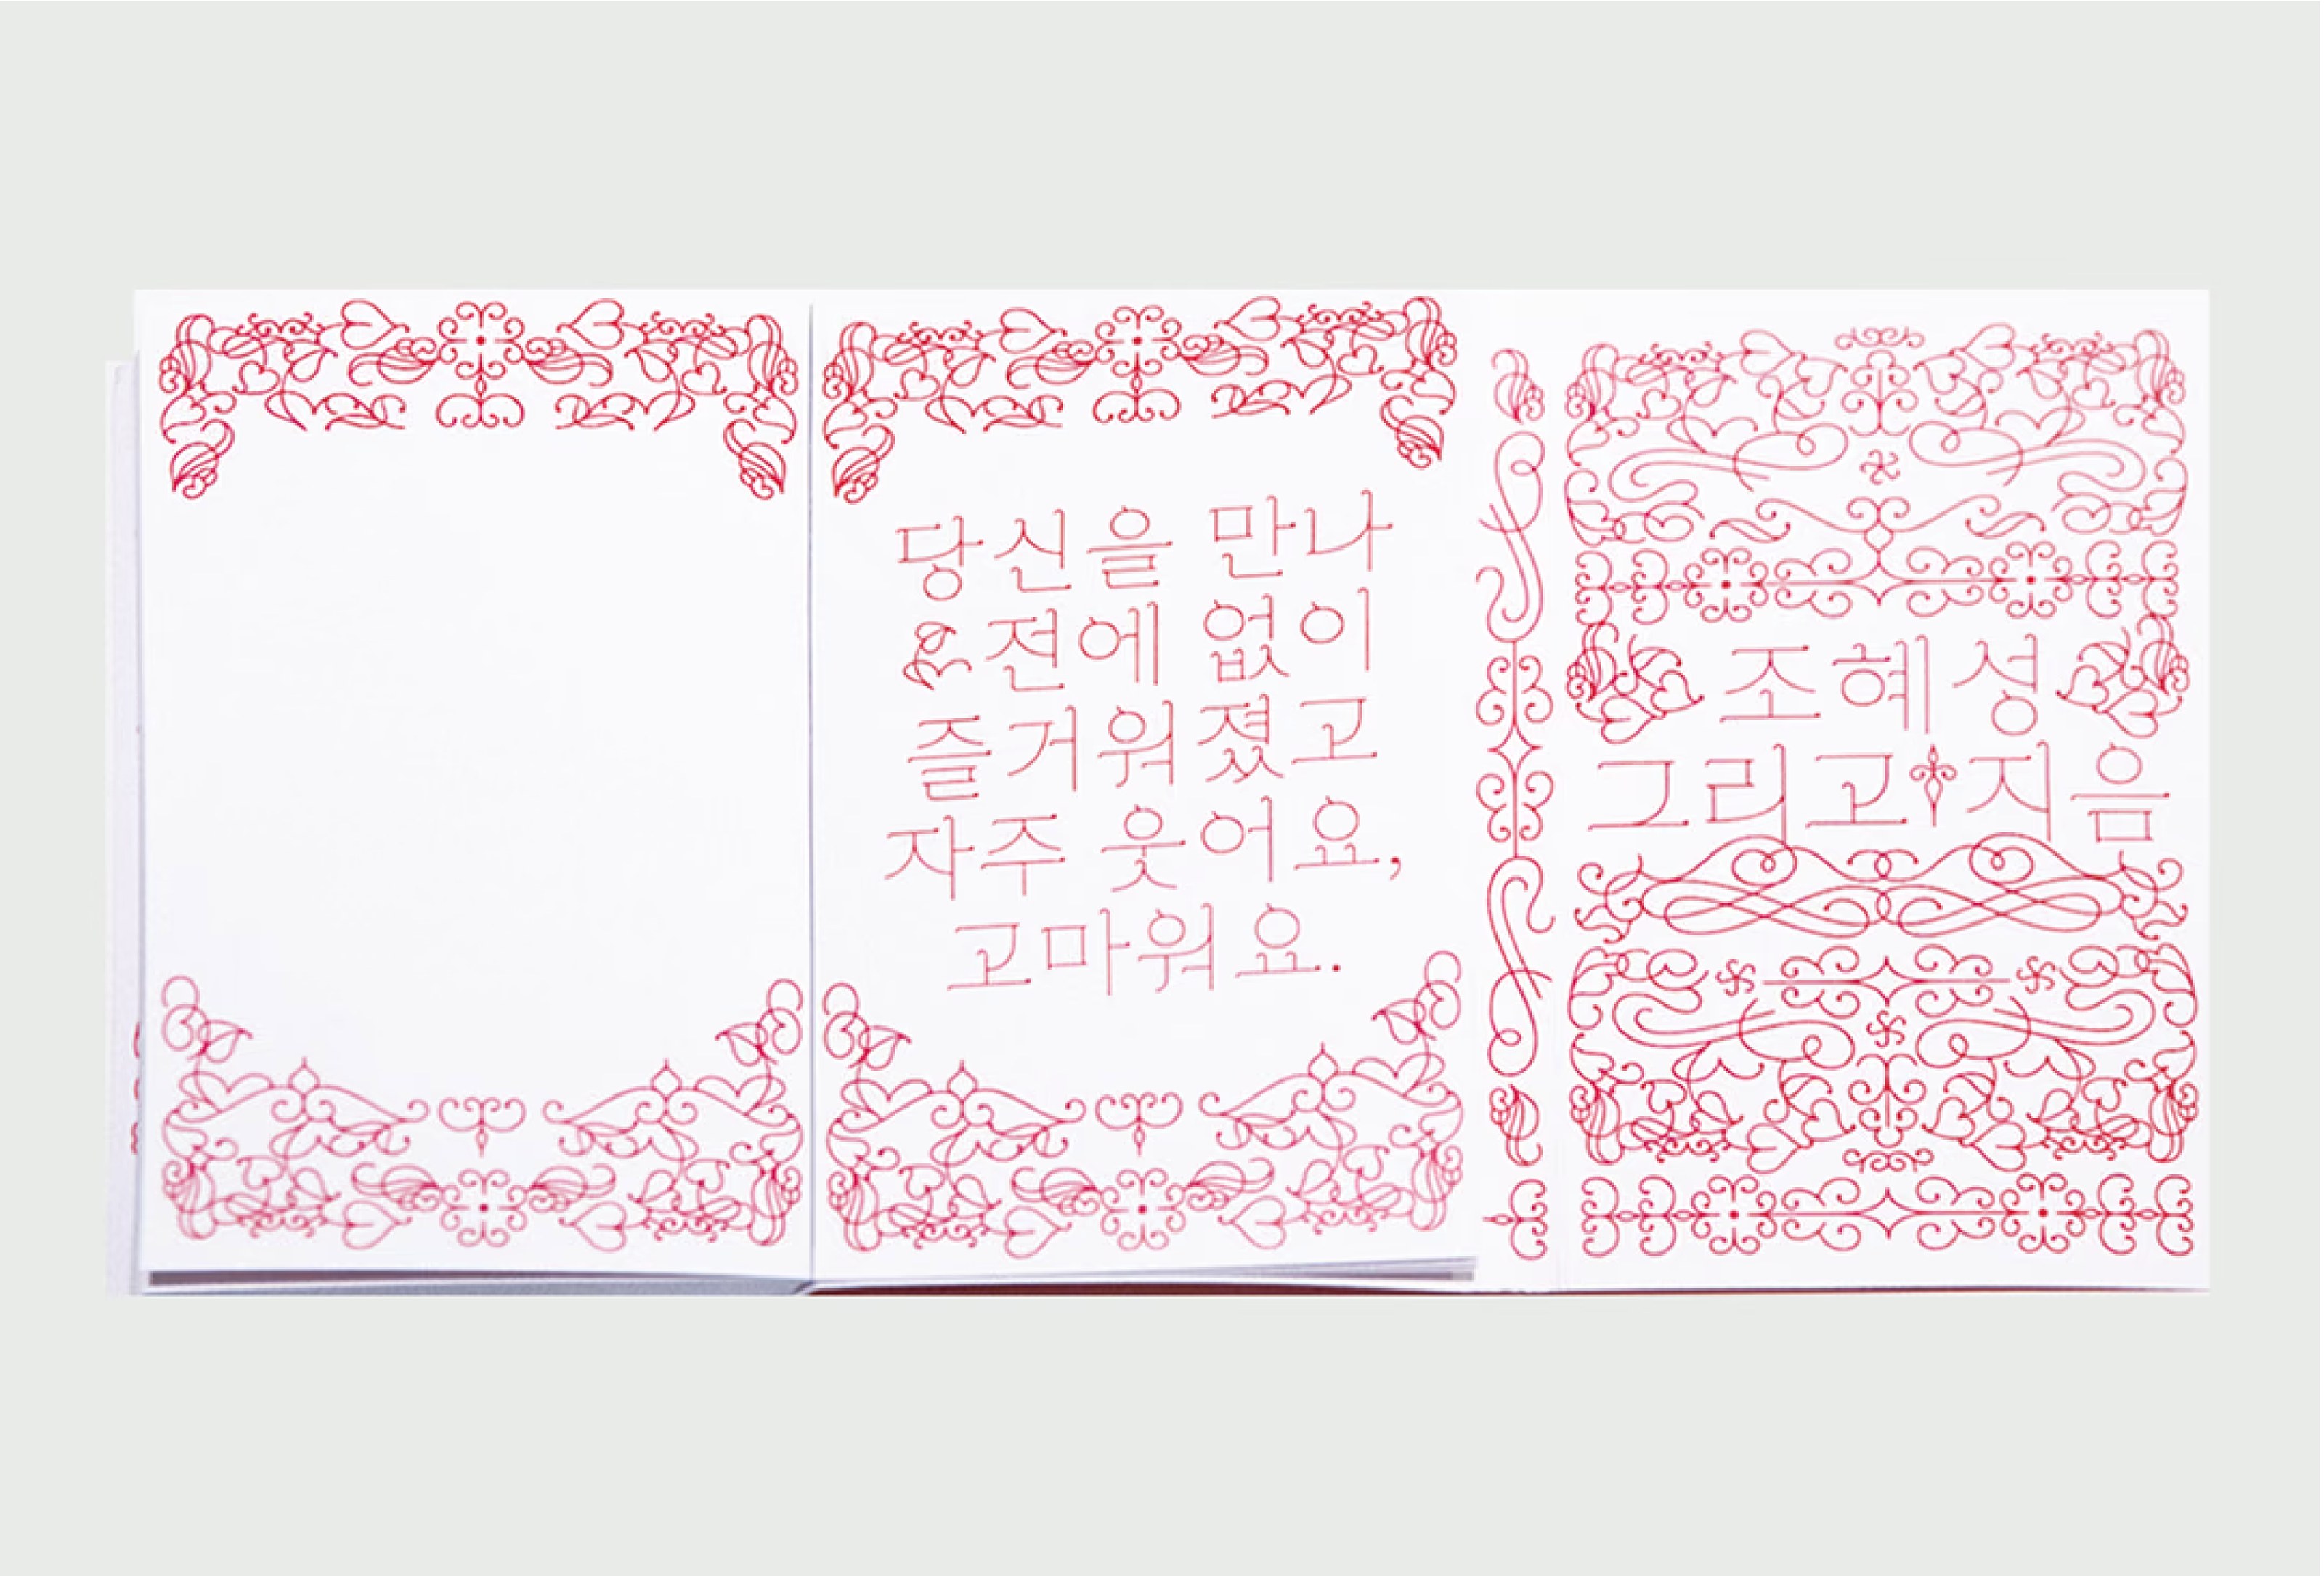 당신을 만나
& 전에 없이
즐거워졌고
자주 웃어요,
고마워요.
조혜성
그리고 지음